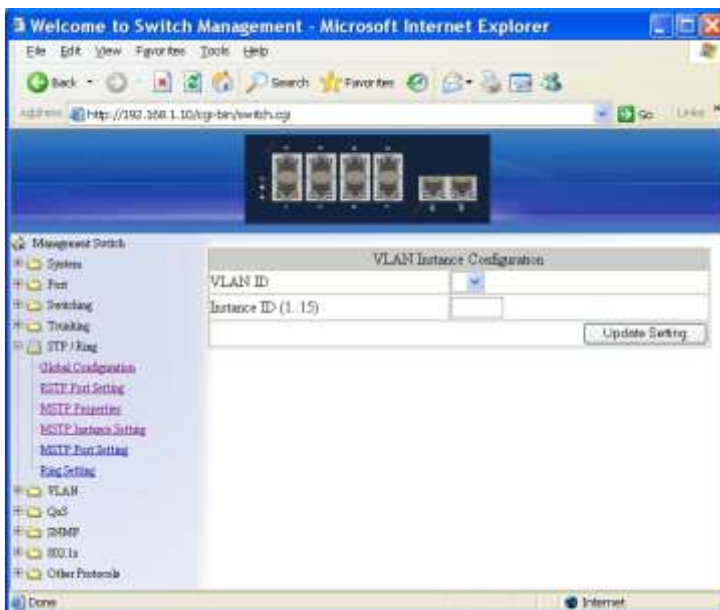 Welcome to Switch Management - Microsoft Internet Explorer
File Edit View Favorites Tools Help
Back Search Favorites
Address http://192.168.1.10/cgi-bin/switch.cgi Go Links »
Management Switch
System
Port
Switching
Trunking
STP / Ring
Global Configuration
RSTP Port Setting
MSTP Properties
MSTP Instance Setting
MSTP Port Setting
Ring Setting
VLAN
QoS
SNMP
802.1x
Other Protocols
VLAN Instance Configuration
VLAN ID
Instance ID (1..15)
Update Setting
Done Internet